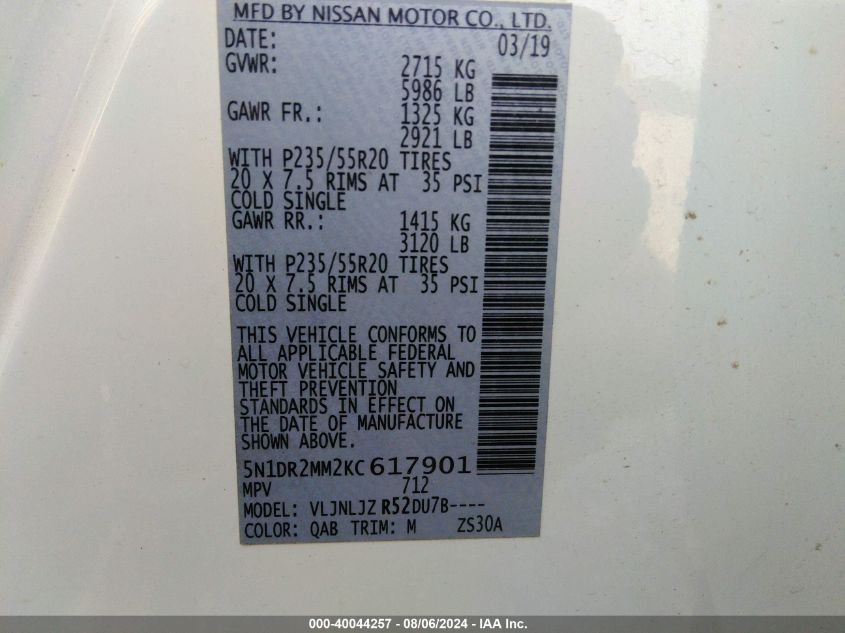 MFD BY NISSAN MOTOR CO., LTD.
DATE: 03/19
GVWR: 2715 KG
5986 LB
GAWR FR.: 1325 KG
2921 LB
WITH P235/55R20 TIRES
20 X 7.5 RIMS AT 35 PSI
COLD SINGLE
GAWR RR.: 1415 KG
3120 LB
WITH P235/55R20 TIRES
20 X 7.5 RIMS AT 35 PSI
COLD SINGLE
THIS VEHICLE CONFORMS TO
ALL APPLICABLE FEDERAL
MOTOR VEHICLE SAFETY AND
THEFT PREVENTION
STANDARDS IN EFFECT ON
THE DATE OF MANUFACTURE
SHOWN ABOVE.
5N1DR2MM2KC617901
MPV 712
MODEL: VLJNLJZ R52DU7B----
COLOR: QAB TRIM: M ZS30A
000-40044257 - 08/06/2024 - IAA Inc.